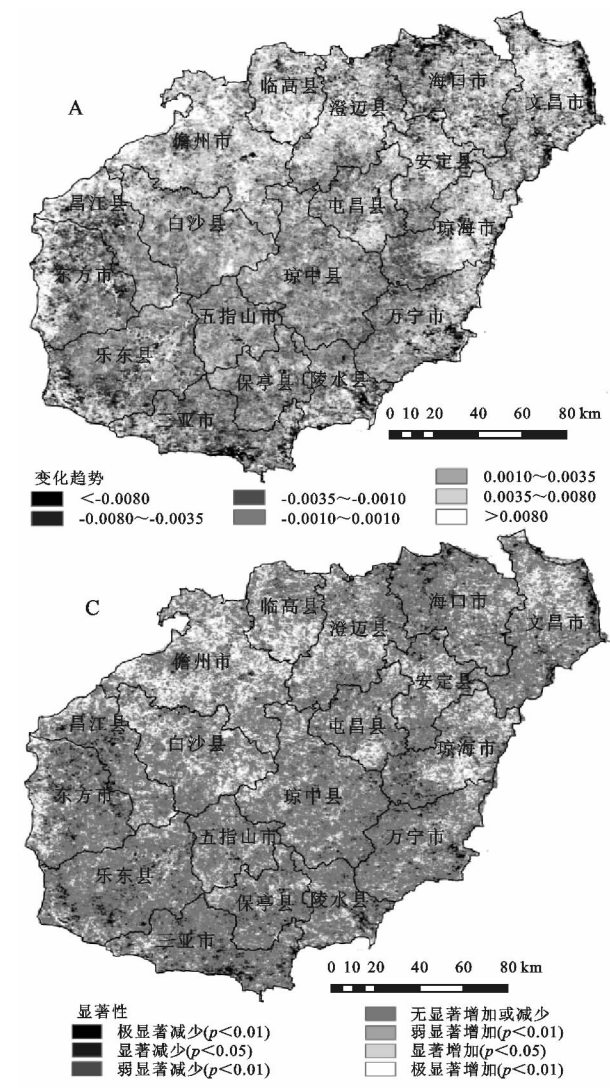 A
临高县
海口市
澄迈县
文昌市
儋州市
安定县
昌江县
屯昌县
白沙县
琼海市
东方市
琼中县
五指山市
万宁市
乐东县
保亭县
陵水县
三亚市
0 10 20 40 60 80 km
变化趋势
<-0.0080
-0.0080～-0.0035
-0.0035～-0.0010
-0.0010～0.0010
0.0010～0.0035
0.0035～0.0080
>0.0080
C
临高县
海口市
澄迈县
文昌市
儋州市
安定县
昌江县
屯昌县
白沙县
琼海市
东方市
琼中县
五指山市
万宁市
乐东县
保亭县
陵水县
三亚市
0 10 20 40 60 80 km
显著性
极显著减少(p<0.01)
显著减少(p<0.05)
弱显著减少(p<0.01)
无显著增加或减少
弱显著增加(p<0.01)
显著增加(p<0.05)
极显著增加(p<0.01)